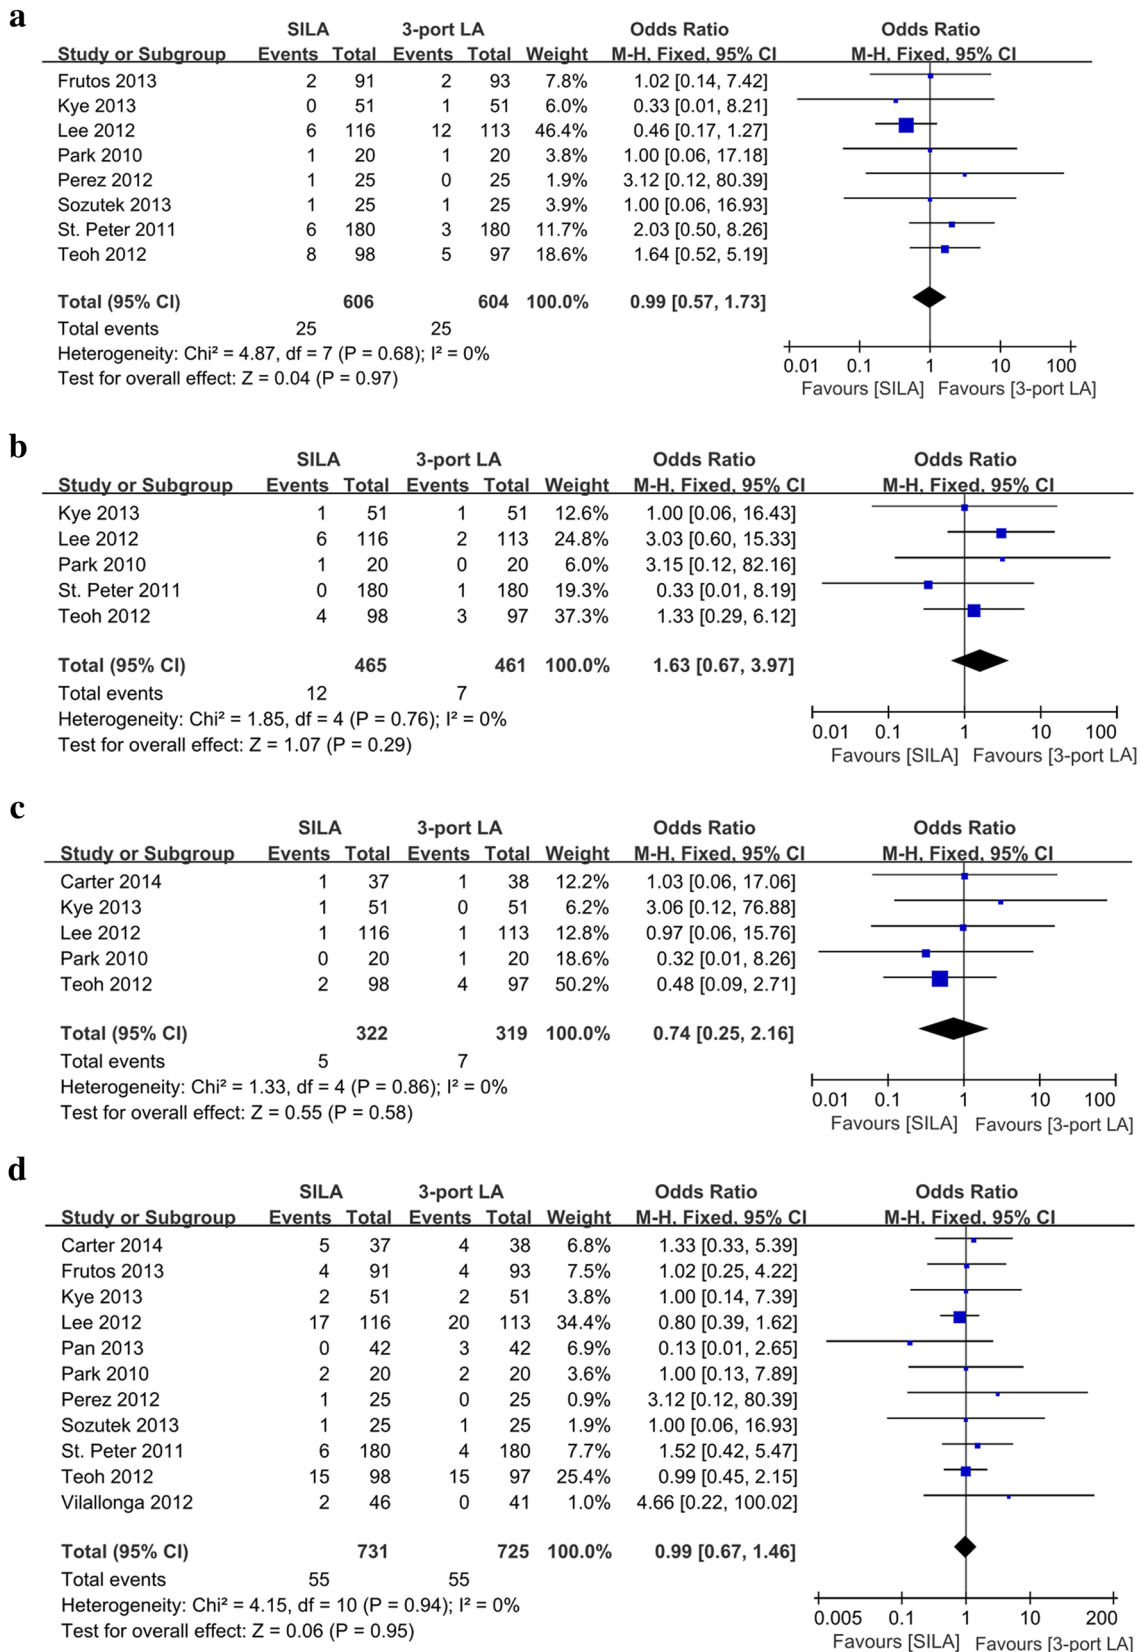 a
SILA 3-port LA Odds Ratio Odds Ratio
Study or Subgroup Events Total Events Total Weight M-H, Fixed, 95% CI M-H, Fixed, 95% CI
Frutos 2013 2 91 2 93 7.8% 1.02 [0.14, 7.42]
Kye 2013 0 51 1 51 6.0% 0.33 [0.01, 8.21]
Lee 2012 6 116 12 113 46.4% 0.46 [0.17, 1.27]
Park 2010 1 20 1 20 3.8% 1.00 [0.06, 17.18]
Perez 2012 1 25 0 25 1.9% 3.12 [0.12, 80.39]
Sozutek 2013 1 25 1 25 3.9% 1.00 [0.06, 16.93]
St. Peter 2011 6 180 3 180 11.7% 2.03 [0.50, 8.26]
Teoh 2012 8 98 5 97 18.6% 1.64 [0.52, 5.19]
Total (95% CI) 606 604 100.0% 0.99 [0.57, 1.73]
Total events 25 25
Heterogeneity: Chi² = 4.87, df = 7 (P = 0.68); I² = 0%
Test for overall effect: Z = 0.04 (P = 0.97)
0.01 0.1 1 10 100
Favours [SILA] Favours [3-port LA]
b
SILA 3-port LA Odds Ratio Odds Ratio
Study or Subgroup Events Total Events Total Weight M-H, Fixed, 95% CI M-H, Fixed, 95% CI
Kye 2013 1 51 1 51 12.6% 1.00 [0.06, 16.43]
Lee 2012 6 116 2 113 24.8% 3.03 [0.60, 15.33]
Park 2010 1 20 0 20 6.0% 3.15 [0.12, 82.16]
St. Peter 2011 0 180 1 180 19.3% 0.33 [0.01, 8.19]
Teoh 2012 4 98 3 97 37.3% 1.33 [0.29, 6.12]
Total (95% CI) 465 461 100.0% 1.63 [0.67, 3.97]
Total events 12 7
Heterogeneity: Chi² = 1.85, df = 4 (P = 0.76); I² = 0%
Test for overall effect: Z = 1.07 (P = 0.29)
0.01 0.1 1 10 100
Favours [SILA] Favours [3-port LA]
c
SILA 3-port LA Odds Ratio Odds Ratio
Study or Subgroup Events Total Events Total Weight M-H, Fixed, 95% CI M-H, Fixed, 95% CI
Carter 2014 1 37 1 38 12.2% 1.03 [0.06, 17.06]
Kye 2013 1 51 0 51 6.2% 3.06 [0.12, 76.88]
Lee 2012 1 116 1 113 12.8% 0.97 [0.06, 15.76]
Park 2010 0 20 1 20 18.6% 0.32 [0.01, 8.26]
Teoh 2012 2 98 4 97 50.2% 0.48 [0.09, 2.71]
Total (95% CI) 322 319 100.0% 0.74 [0.25, 2.16]
Total events 5 7
Heterogeneity: Chi² = 1.33, df = 4 (P = 0.86); I² = 0%
Test for overall effect: Z = 0.55 (P = 0.58)
0.01 0.1 1 10 100
Favours [SILA] Favours [3-port LA]
d
SILA 3-port LA Odds Ratio Odds Ratio
Study or Subgroup Events Total Events Total Weight M-H, Fixed, 95% CI M-H, Fixed, 95% CI
Carter 2014 5 37 4 38 6.8% 1.33 [0.33, 5.39]
Frutos 2013 4 91 4 93 7.5% 1.02 [0.25, 4.22]
Kye 2013 2 51 2 51 3.8% 1.00 [0.14, 7.39]
Lee 2012 17 116 20 113 34.4% 0.80 [0.39, 1.62]
Pan 2013 0 42 3 42 6.9% 0.13 [0.01, 2.65]
Park 2010 2 20 2 20 3.6% 1.00 [0.13, 7.89]
Perez 2012 1 25 0 25 0.9% 3.12 [0.12, 80.39]
Sozutek 2013 1 25 1 25 1.9% 1.00 [0.06, 16.93]
St. Peter 2011 6 180 4 180 7.7% 1.52 [0.42, 5.47]
Teoh 2012 15 98 15 97 25.4% 0.99 [0.45, 2.15]
Vilallonga 2012 2 46 0 41 1.0% 4.66 [0.22, 100.02]
Total (95% CI) 731 725 100.0% 0.99 [0.67, 1.46]
Total events 55 55
Heterogeneity: Chi² = 4.15, df = 10 (P = 0.94); I² = 0%
Test for overall effect: Z = 0.06 (P = 0.95)
0.005 0.1 1 10 200
Favours [SILA] Favours [3-port LA]